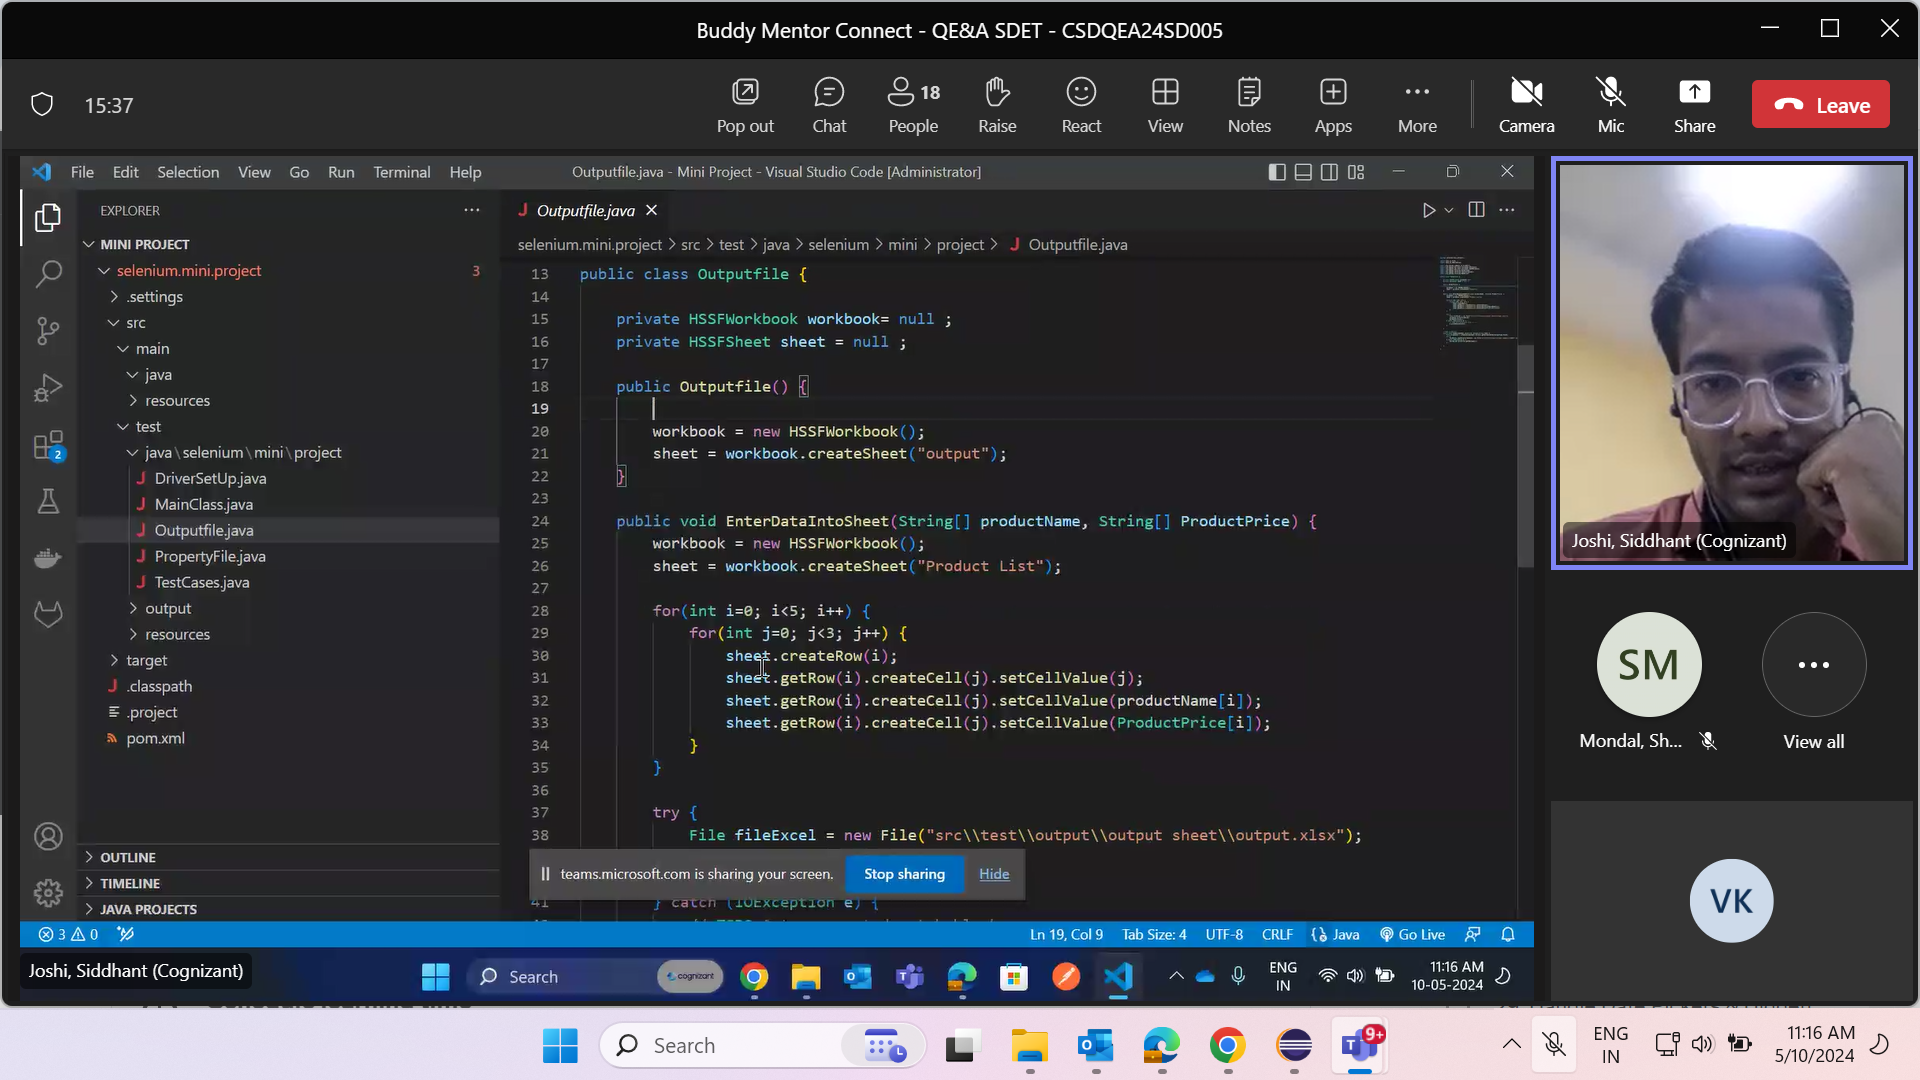 Buddy Mentor Connect - QE&A SDET - CSDQEA24SD005
15:37
Pop out
Chat
18
People
Raise
React
View
Notes
Apps
More
Camera
Mic
Share
Leave
File Edit Selection View Go Run Terminal Help
Outputfile.java - Mini Project - Visual Studio Code [Administrator]
EXPLORER
MINI PROJECT
selenium.mini.project 3
.settings
src
main
java
resources
test
java\selenium\mini\project
DriverSetUp.java
MainClass.java
Outputfile.java
PropertyFile.java
TestCases.java
output
resources
target
.classpath
.project
pom.xml
OUTLINE
TIMELINE
JAVA PROJECTS
2
Outputfile.java
selenium.mini.project > src > test > java > selenium > mini > project > J Outputfile.java
13 public class Outputfile {
14
15 private HSSFWorkbook workbook= null ;
16 private HSSFSheet sheet = null ;
17
18 public Outputfile() {
19
20 workbook = new HSSFWorkbook();
21 sheet = workbook.createSheet("output");
22 }
23
24 public void EnterDataIntoSheet(String[] productName, String[] ProductPrice) {
25 workbook = new HSSFWorkbook();
26 sheet = workbook.createSheet("Product List");
27
28 for(int i=0; i<5; i++) {
29 for(int j=0; j<3; j++) {
30 sheet.createRow(i);
31 sheet.getRow(i).createCell(j).setCellValue(j);
32 sheet.getRow(i).createCell(j).setCellValue(productName[i]);
33 sheet.getRow(i).createCell(j).setCellValue(ProductPrice[i]);
34 }
35 }
36
37 try {
38 File fileExcel = new File("src\\test\\output\\output sheet\\output.xlsx");
teams.microsoft.com is sharing your screen. Stop sharing Hide
41 } catch (IOException e) {
3 0
Ln 19, Col 9 Tab Size: 4 UTF-8 CRLF Java Go Live
Joshi, Siddhant (Cognizant)
Search
cognizant
ENG
IN
11:16 AM
10-05-2024
Joshi, Siddhant (Cognizant)
SM
Mondal, Sh...
View all
VK
Search
9+
ENG
IN
11:16 AM
5/10/2024